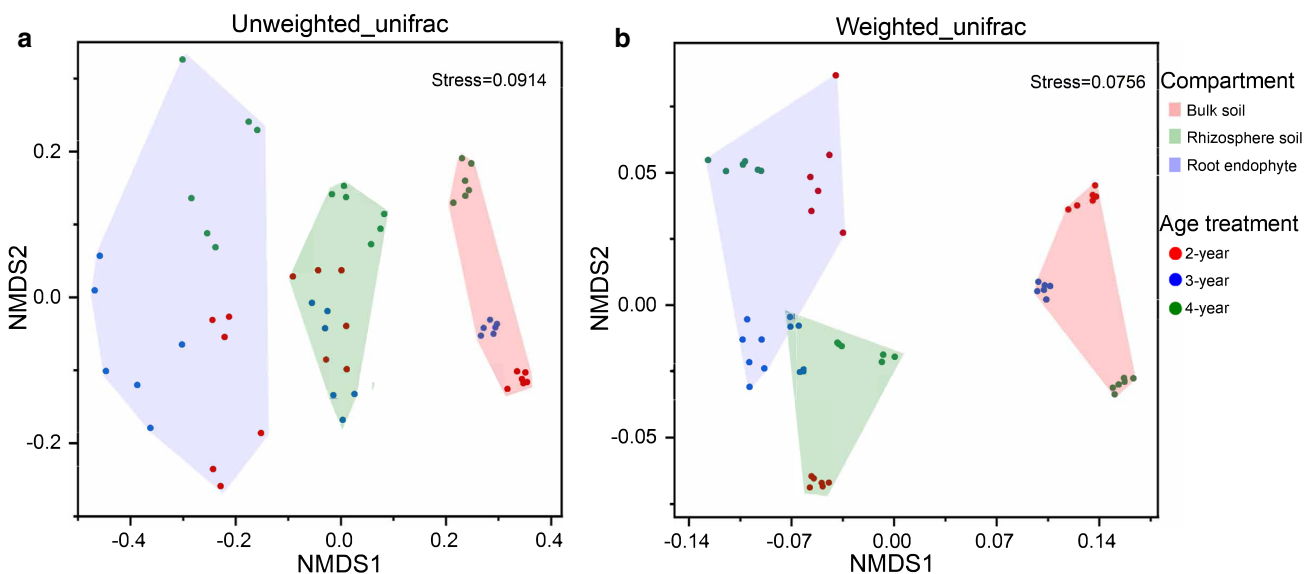 a
Unweighted_unifrac
Stress=0.0914
0.2
0.0
-0.2
NMDS2
-0.4
-0.2
0.0
0.2
0.4
NMDS1
b
Weighted_unifrac
Stress=0.0756
0.05
0.00
-0.05
NMDS2
-0.14
-0.07
0.00
0.07
0.14
NMDS1
Compartment
Bulk soil
Rhizosphere soil
Root endophyte
Age treatment
2-year
3-year
4-year